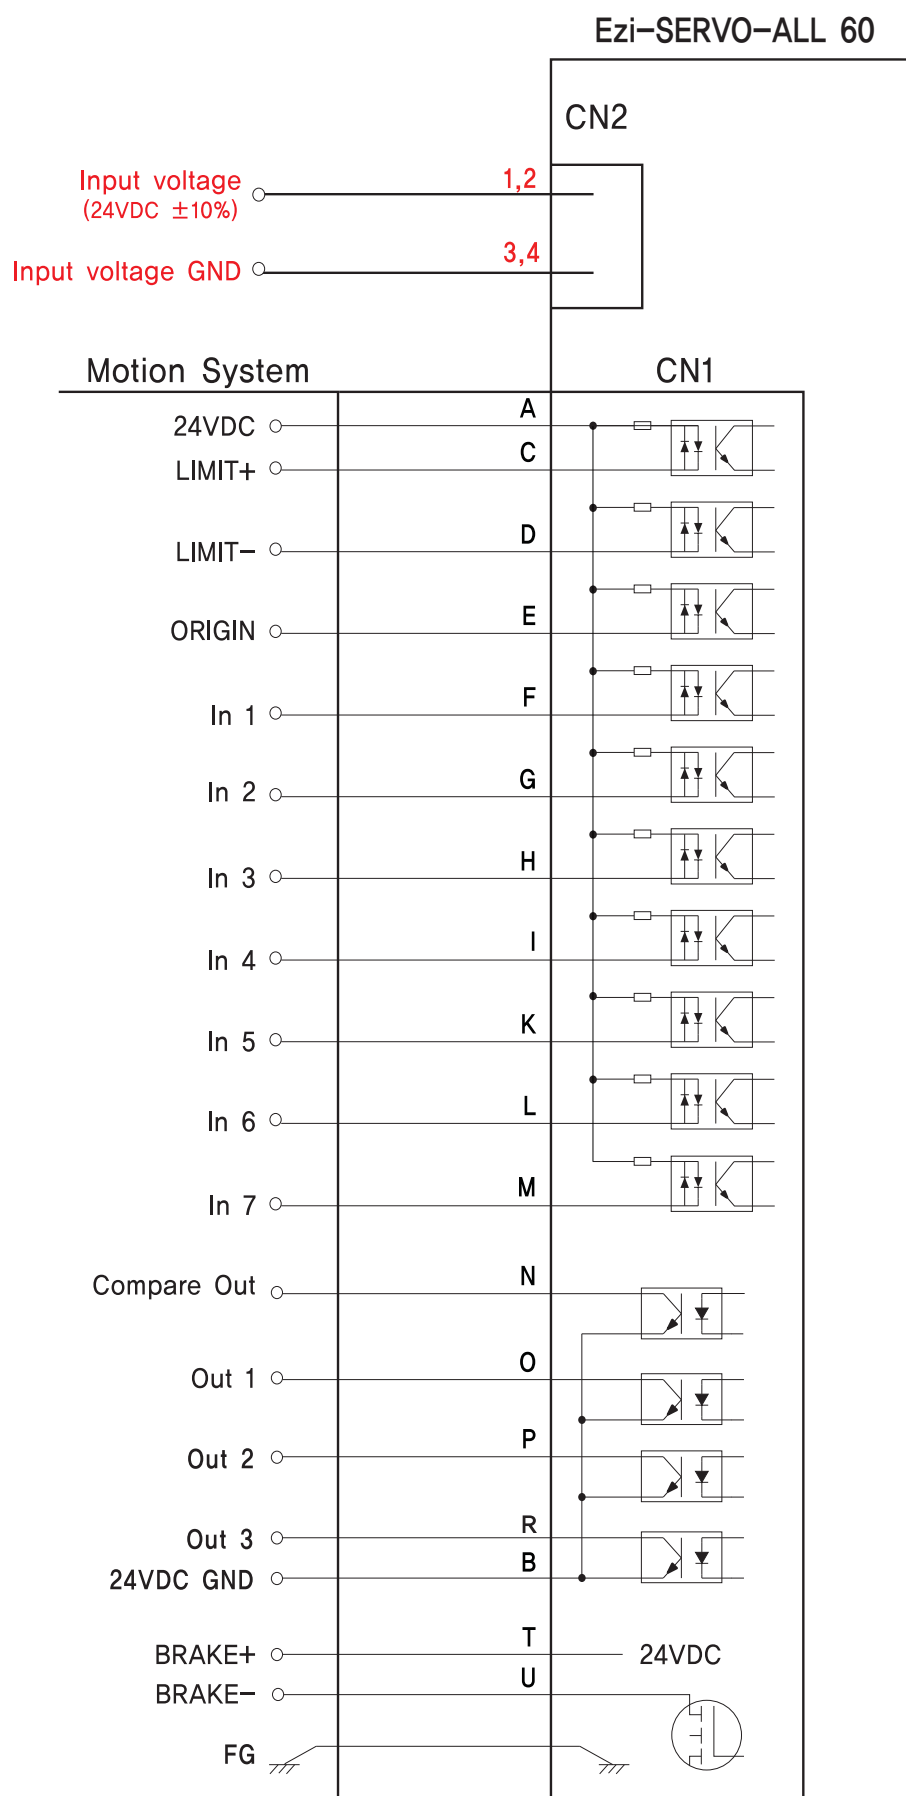 Ezi-SERVO-ALL 60
CN2
Input voltage 1,2
(24VDC ±10%)
Input voltage GND 3,4
Motion System CN1
24VDC A
LIMIT+ C
LIMIT- D
ORIGIN E
In 1 F
In 2 G
In 3 H
In 4 I
In 5 K
In 6 L
In 7 M
Compare Out N
Out 1 O
Out 2 P
Out 3 R
24VDC GND B
BRAKE+ T 24VDC
BRAKE- U
FG